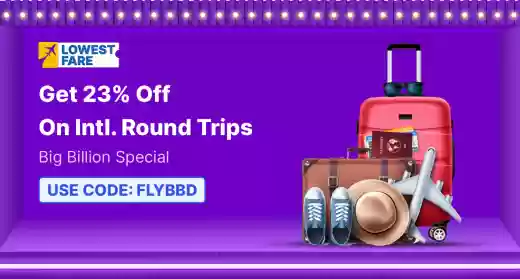 LOWEST
FARE
Get 23% Off
On Intl. Round Trips
Big Billion Special
USE CODE: FLYBBD